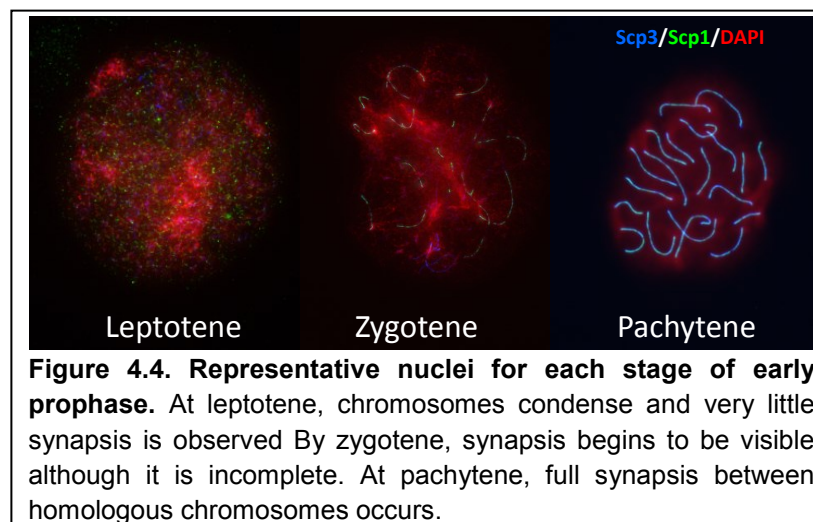 Scp3/Scp1/DAPI
Leptotene
Zygotene
Pachytene
Figure 4.4. Representative nuclei for each stage of early
prophase. At leptotene, chromosomes condense and very little
synapsis is observed By zygotene, synapsis begins to be visible
although it is incomplete. At pachytene, full synapsis between
homologous chromosomes occurs.